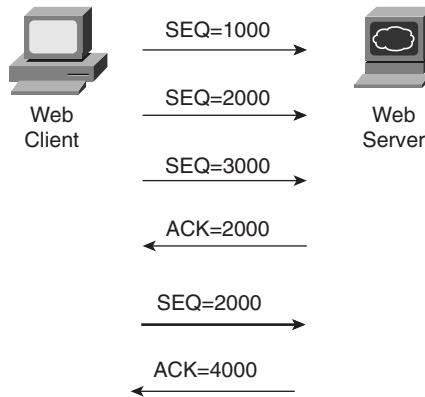 SEQ=1000
Web
Client
SEQ=2000
Web
Server
SEQ=3000
ACK=2000
SEQ=2000
ACK=4000